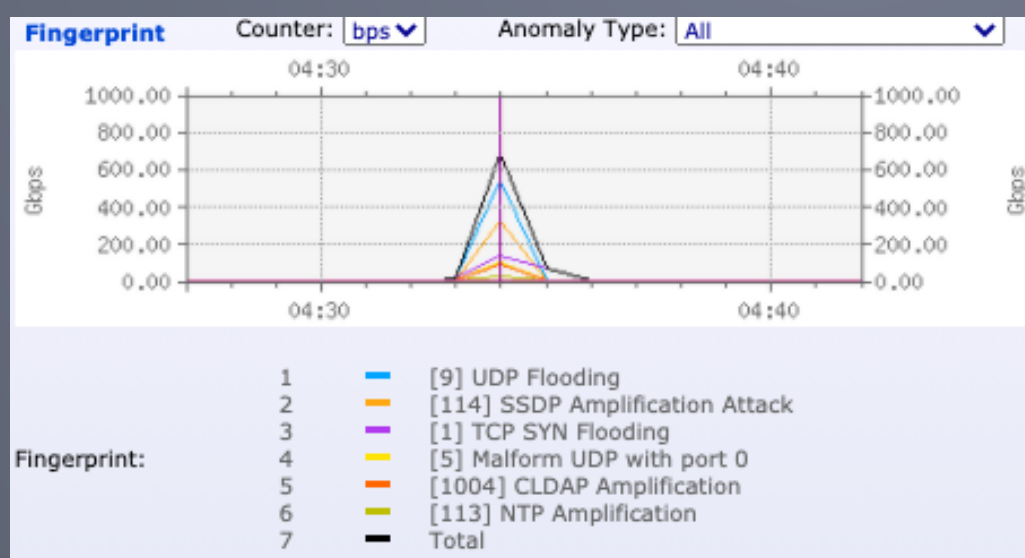 Fingerprint Counter: bps Anomaly Type: All
04:30 04:40
1000.00 1000.00
800.00 800.00
600.00 600.00
Gbps Gbps
400.00 400.00
200.00 200.00
0.00 0.00
04:30 04:40
1 [9] UDP Flooding
2 [114] SSDP Amplification Attack
3 [1] TCP SYN Flooding
Fingerprint: 4 [5] Malform UDP with port 0
5 [1004] CLDAP Amplification
6 [113] NTP Amplification
7 Total